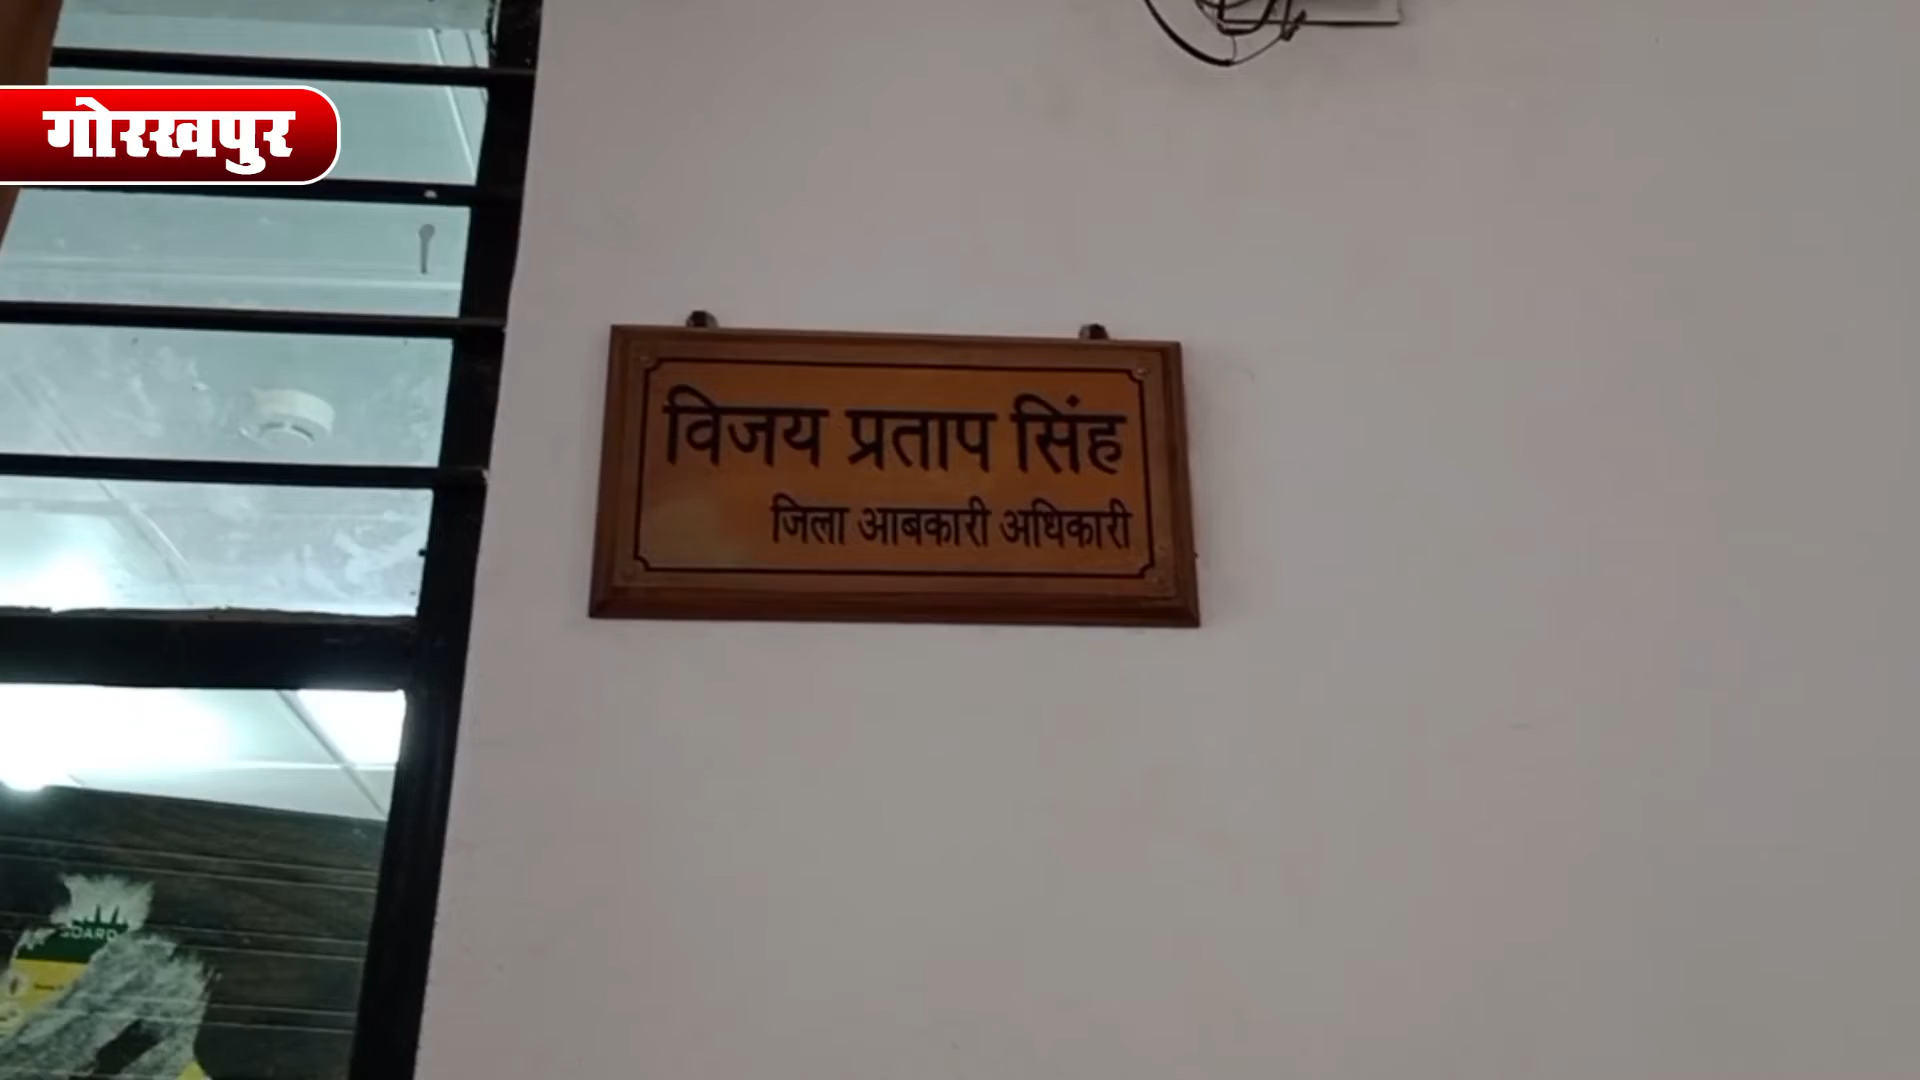 गोरखपुर
विजय प्रताप सिंह
जिला आबकारी अधिकारी